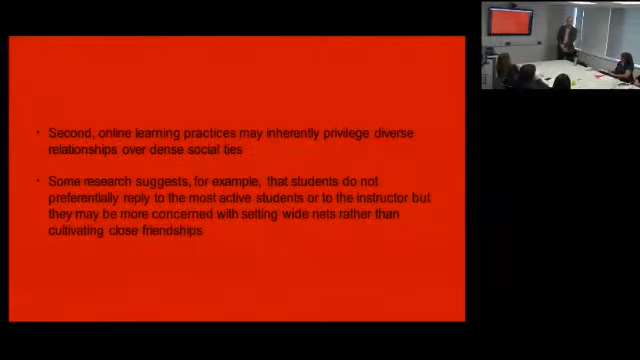 · Second, online learning practices may inherently privilege diverse
relationships over dense social ties
· Some research suggests, for example, that students do not
preferentially reply to the most active students or to the instructor but
they may be more concerned with setting wide nets rather than
cultivating close friendships